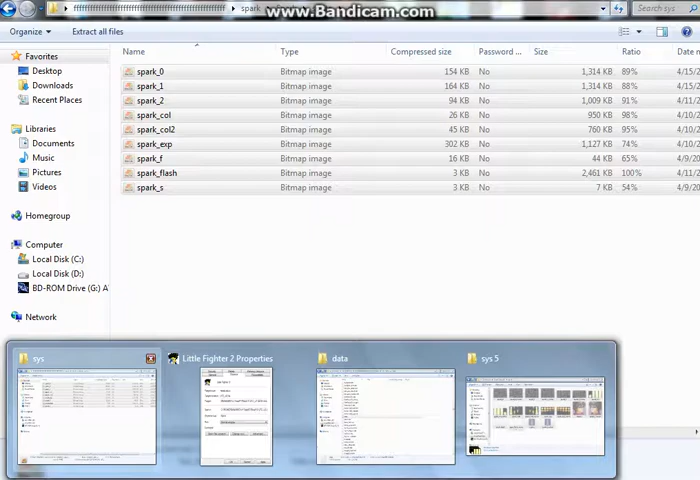 fffffffffffffffffffffffffffffffffffffffff ▸ spark
www.Bandicam.com
Search sys
Organize
Extract all files
Favorites
Desktop
Downloads
Recent Places
Libraries
Documents
Music
Pictures
Videos
Homegroup
Computer
Local Disk (C:)
Local Disk (D:)
BD-ROM Drive (G:) A
Network
Name Type Compressed size Password ... Size Ratio Date m
spark_0 Bitmap image 154 KB No 1,314 KB 89% 4/15/2
spark_1 Bitmap image 164 KB No 1,314 KB 88% 4/15/2
spark_2 Bitmap image 94 KB No 1,009 KB 91% 4/11/2
spark_col Bitmap image 26 KB No 950 KB 98% 4/10/2
spark_col2 Bitmap image 45 KB No 760 KB 95% 4/10/2
spark_exp Bitmap image 302 KB No 1,127 KB 74% 4/10/2
spark_f Bitmap image 16 KB No 44 KB 65% 4/9/20
spark_flash Bitmap image 3 KB No 2,461 KB 100% 4/11/2
spark_s Bitmap image 3 KB No 7 KB 54% 4/9/20
sys
Little Fighter 2 Properties
data
sys 5